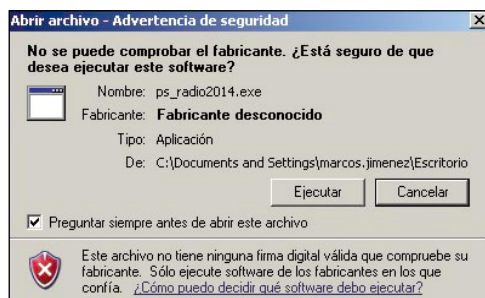 Abrir archivo - Advertencia de seguridad
No se puede comprobar el fabricante. ¿Está seguro de que
desea ejecutar este software?
Nombre: ps_radio2014.exe
Fabricante: Fabricante desconocido
Tipo: Aplicación
De: C:\Documents and Settings\marcos.jimenez\Escritorio
Ejecutar Cancelar
Preguntar siempre antes de abrir este archivo
Este archivo no tiene ninguna firma digital válida que compruebe su
fabricante. Sólo ejecute software de los fabricantes en los que
confía. ¿Cómo puedo decidir qué software debo ejecutar?